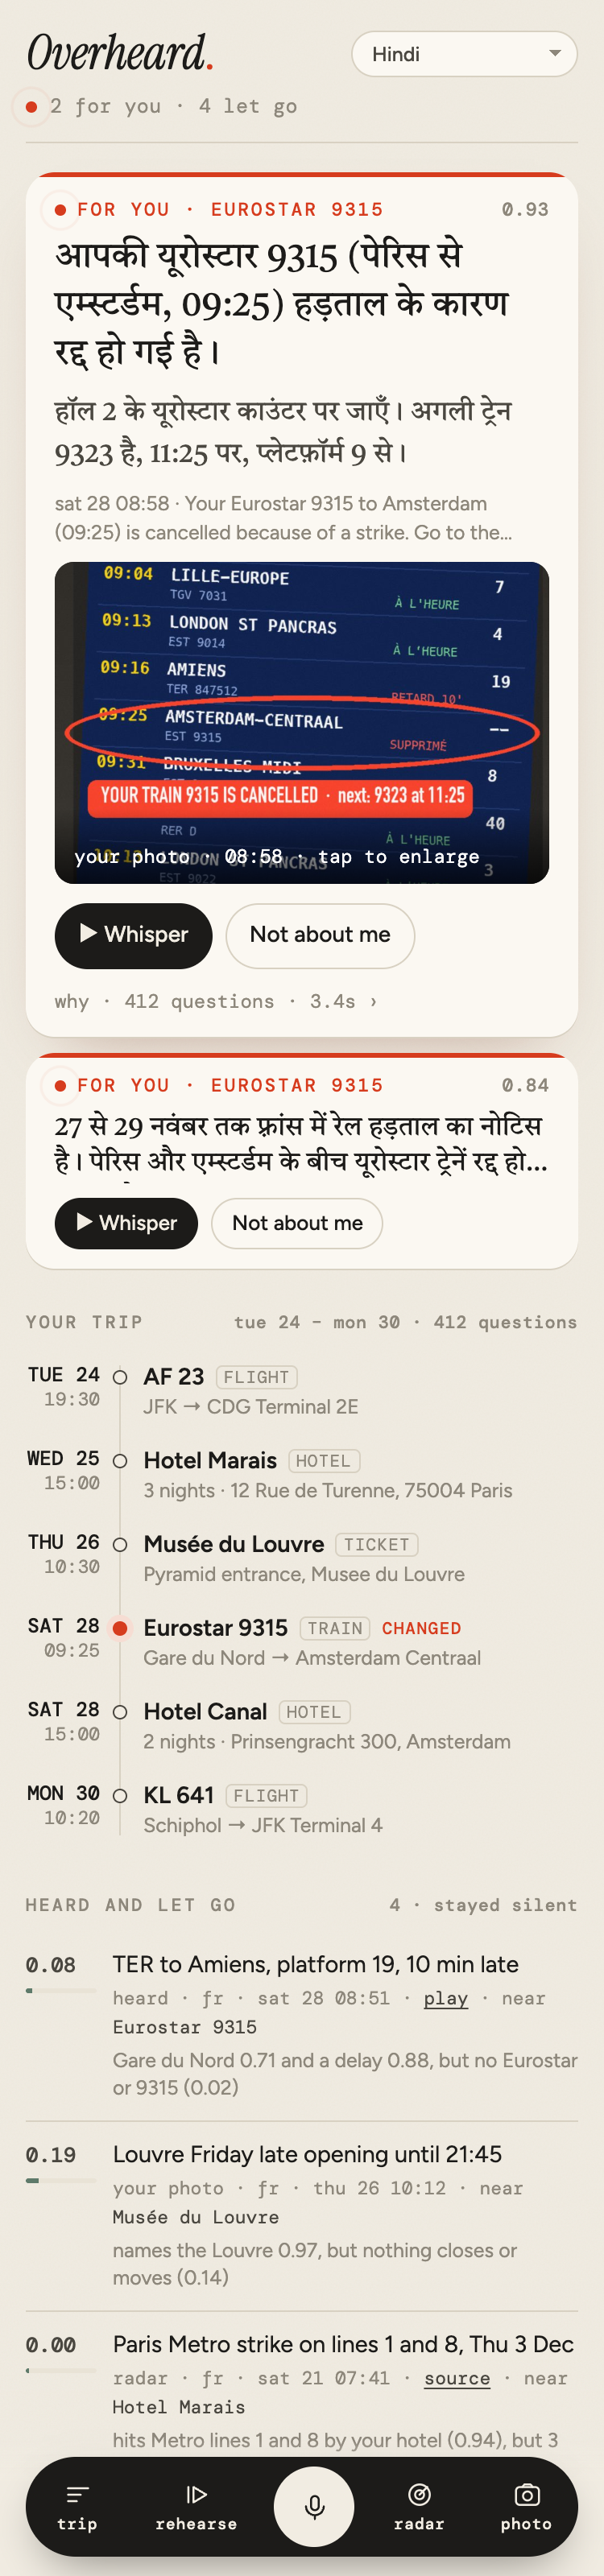 Overheard.
Hindi
2 for you · 4 let go
FOR YOU · EUROSTAR 9315
0.93
आपकी यूरोस्टार 9315 (पेरिस से
एम्स्टर्डम, 09:25) हड़ताल के कारण
रद्द हो गई है।
हॉल 2 के यूरोस्टार काउंटर पर जाएँ। अगली ट्रेन
9323 है, 11:25 पर, प्लेटफ़ॉर्म 9 से।
sat 28 08:58 · Your Eurostar 9315 to Amsterdam
(09:25) is cancelled because of a strike. Go to the...
09:04 LILLE-EUROPE 7
TGV 7031 À L'HEURE
09:13 LONDON ST PANCRAS 4
EST 9014 À L'HEURE
09:16 AMIENS 19
TER 847512 RETARD 10'
09:25 AMSTERDAM-CENTRAAL --
EST 9315 SUPPRIMÉ
09:31 BRUXELLES-MIDI 8
YOUR TRAIN 9315 IS CANCELLED · next: 9323 at 11:25
40
RER D À L'HEURE
LONDON ST PANCRAS 3
your photo · 08:58 · tap to enlarge
EST 9022
▶ Whisper
Not about me
why · 412 questions · 3.4s ›
FOR YOU · EUROSTAR 9315
0.84
27 से 29 नवंबर तक फ़्रांस में रेल हड़ताल का नोटिस
है। पेरिस और एम्स्टर्डम के बीच यूरोस्टार ट्रेनें रद्द हो...
▶ Whisper
Not about me
YOUR TRIP
tue 24 – mon 30 · 412 questions
TUE 24 AF 23 FLIGHT
19:30 JFK → CDG Terminal 2E
WED 25 Hotel Marais HOTEL
15:00 3 nights · 12 Rue de Turenne, 75004 Paris
THU 26 Musée du Louvre TICKET
10:30 Pyramid entrance, Musee du Louvre
SAT 28 Eurostar 9315 TRAIN CHANGED
09:25 Gare du Nord → Amsterdam Centraal
SAT 28 Hotel Canal HOTEL
15:00 2 nights · Prinsengracht 300, Amsterdam
MON 30 KL 641 FLIGHT
10:20 Schiphol → JFK Terminal 4
HEARD AND LET GO
4 · stayed silent
0.08 TER to Amiens, platform 19, 10 min late
heard · fr · sat 28 08:51 · play · near
Eurostar 9315
Gare du Nord 0.71 and a delay 0.88, but no Eurostar
or 9315 (0.02)
0.19 Louvre Friday late opening until 21:45
your photo · fr · thu 26 10:12 · near
Musée du Louvre
names the Louvre 0.97, but nothing closes or
moves (0.14)
0.00 Paris Metro strike on lines 1 and 8, Thu 3 Dec
radar · fr · sat 21 07:41 · source · near
Hotel Marais
hits Metro lines 1 and 8 by your hotel (0.94), but 3
trip
rehearse
radar
photo